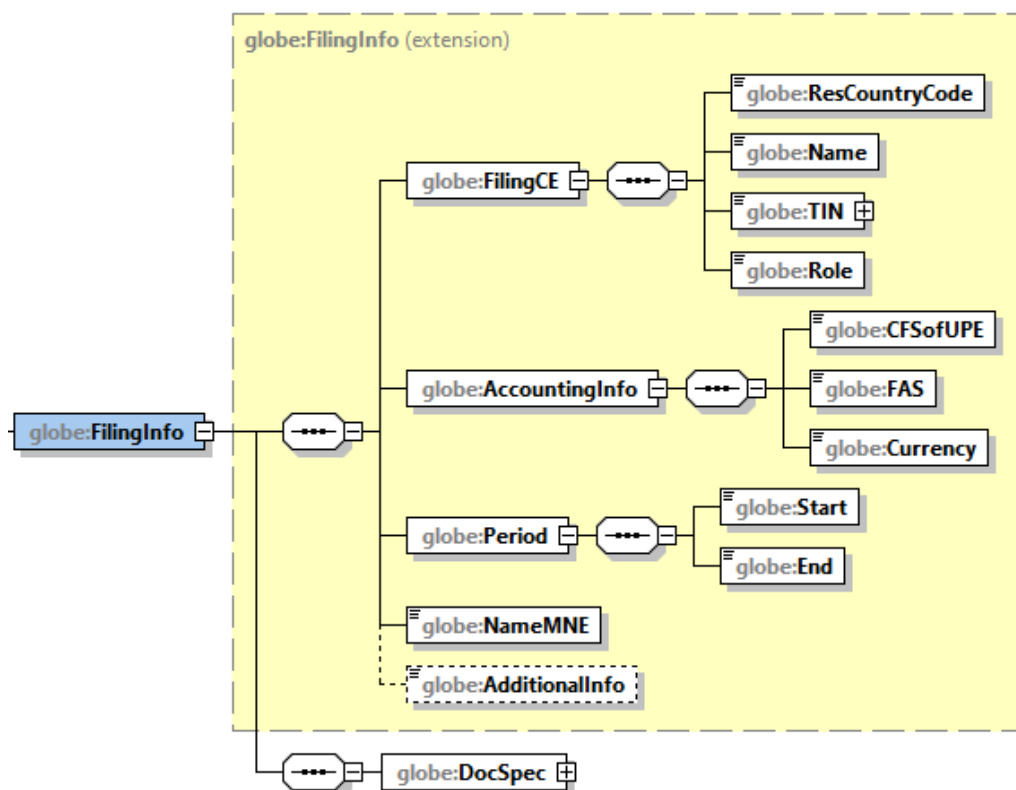 globe:FilingInfo (extension)
globe:ResCountryCode
globe:Name
globe:FilingCE
globe:TIN
globe:Role
globe:CFSofUPE
globe:AccountingInfo
globe:FAS
globe:FilingInfo
globe:Currency
globe:Start
globe:Period
globe:End
globe:NameMNE
globe:AdditionalInfo
globe:DocSpec